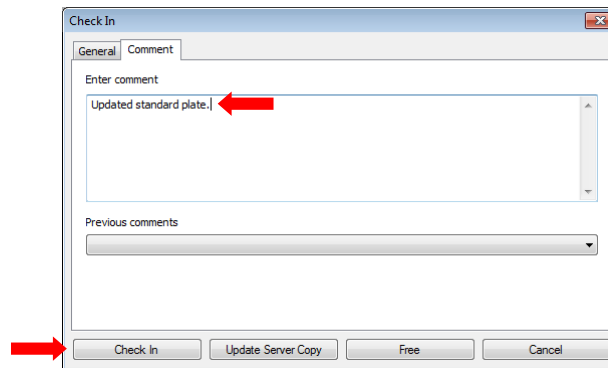 Check In
General Comment
Enter comment
Updated standard plate.
Previous comments
Check In Update Server Copy Free Cancel